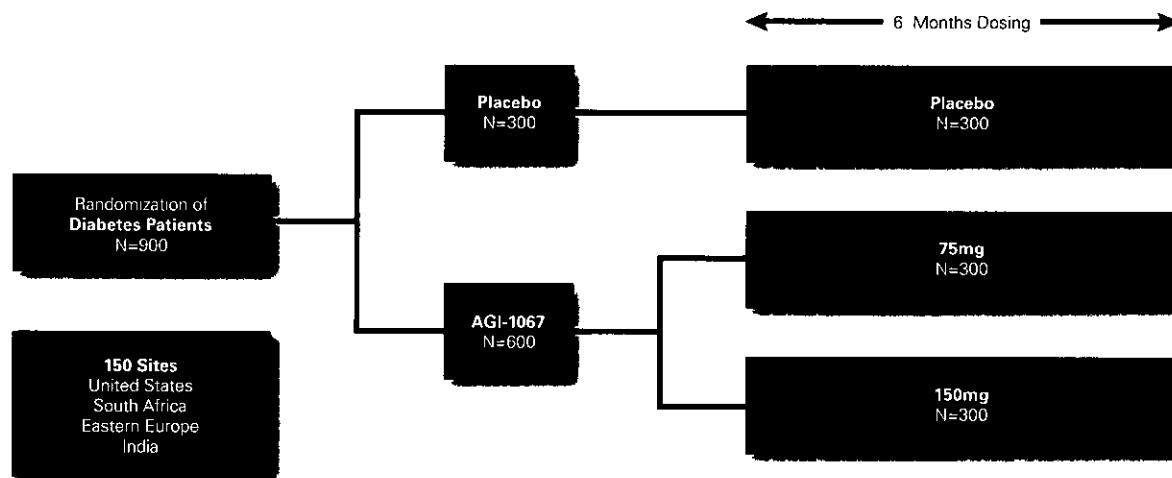 6 Months Dosing
Placebo
N=300
Placebo
N=300
Randomization of
Diabetes Patients
N=900
75mg
N=300
AGI-1067
N=600
150mg
N=300
150 Sites
United States
South Africa
Eastern Europe
India